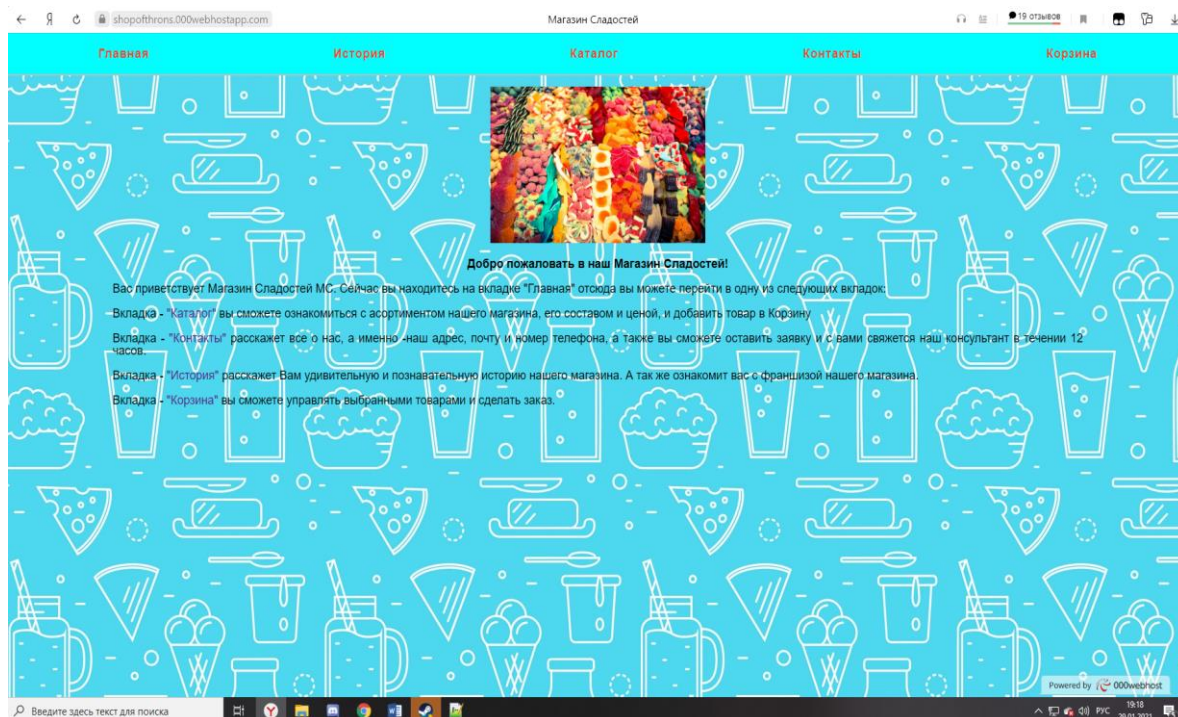 shopofthrons.000webhostapp.com
Магазин Сладостей
19 отзывов
Главная
История
Каталог
Контакты
Корзина
Добро пожаловать в наш Магазин Сладостей!
Вас приветствует Магазин Сладостей МС. Сейчас вы находитесь на вкладке "Главная" отсюда вы можете перейти в одну из следующих вкладок:
Вкладка - "Каталог" вы сможете ознакомиться с асортиментом нашего магазина, его составом и ценой, и добавить товар в Корзину
Вкладка - "Контакты" расскажет все о нас, а именно -наш адрес, почту и номер телефона, а также вы сможете оставить заявку и с вами свяжется наш консультант в течении 12
часов.
Вкладка - "История" расскажет Вам удивительную и познавательную историю нашего магазина. А так же ознакомит вас с франшизой нашего магазина.
Вкладка - "Корзина" вы сможете управлять выбранными товарами и сделать заказ.
Powered by 000webhost
Введите здесь текст для поиска
РУС
19:18
29.01.2021